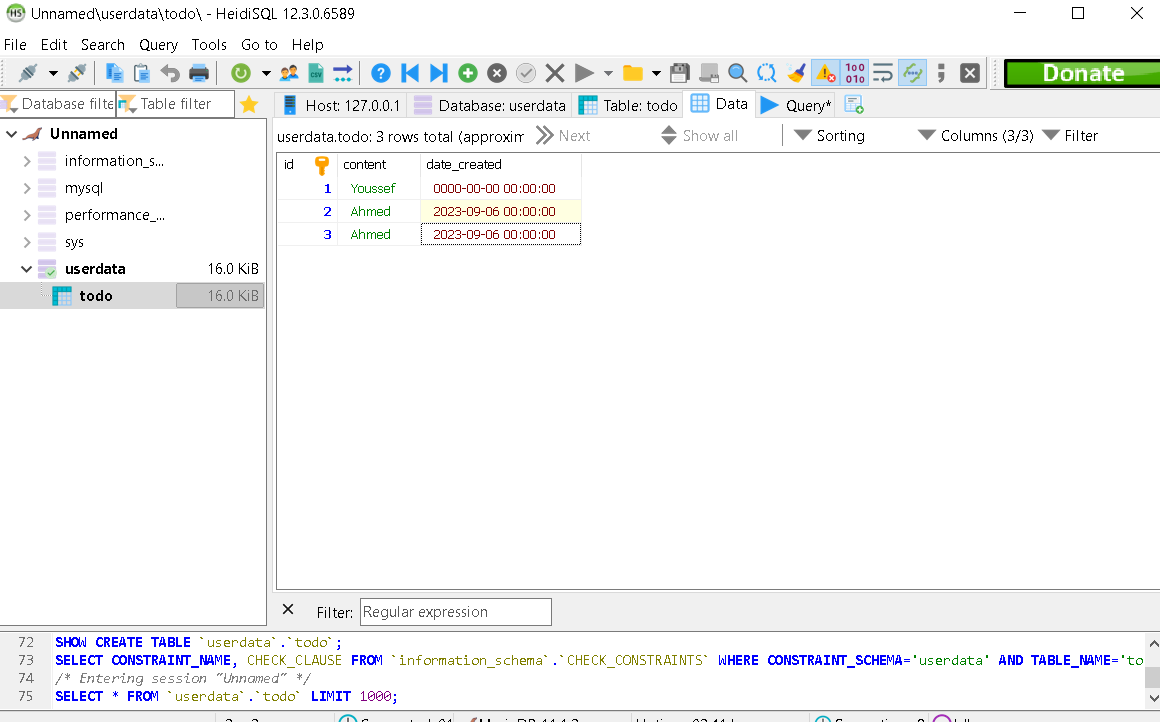 Unnamed\userdata\todo\ - HeidiSQL 12.3.0.6589
File Edit Search Query Tools Go to Help
Donate
Database filte Table filter Host: 127.0.0.1 Database: userdata Table: todo Data Query*
Unnamed userdata.todo: 3 rows total (approxim Next Show all Sorting Columns (3/3) Filter
information_s... id content date_created
mysql 1 Youssef 0000-00-00 00:00:00
performance_... 2 Ahmed 2023-09-06 00:00:00
sys 3 Ahmed 2023-09-06 00:00:00
userdata 16.0 KiB
todo 16.0 KiB
Filter: Regular expression
72 SHOW CREATE TABLE `userdata`.`todo`;
73 SELECT CONSTRAINT_NAME, CHECK_CLAUSE FROM `information_schema`.`CHECK_CONSTRAINTS` WHERE CONSTRAINT_SCHEMA='userdata' AND TABLE_NAME='to
74 /* Entering session "Unnamed" */
75 SELECT * FROM `userdata`.`todo` LIMIT 1000;